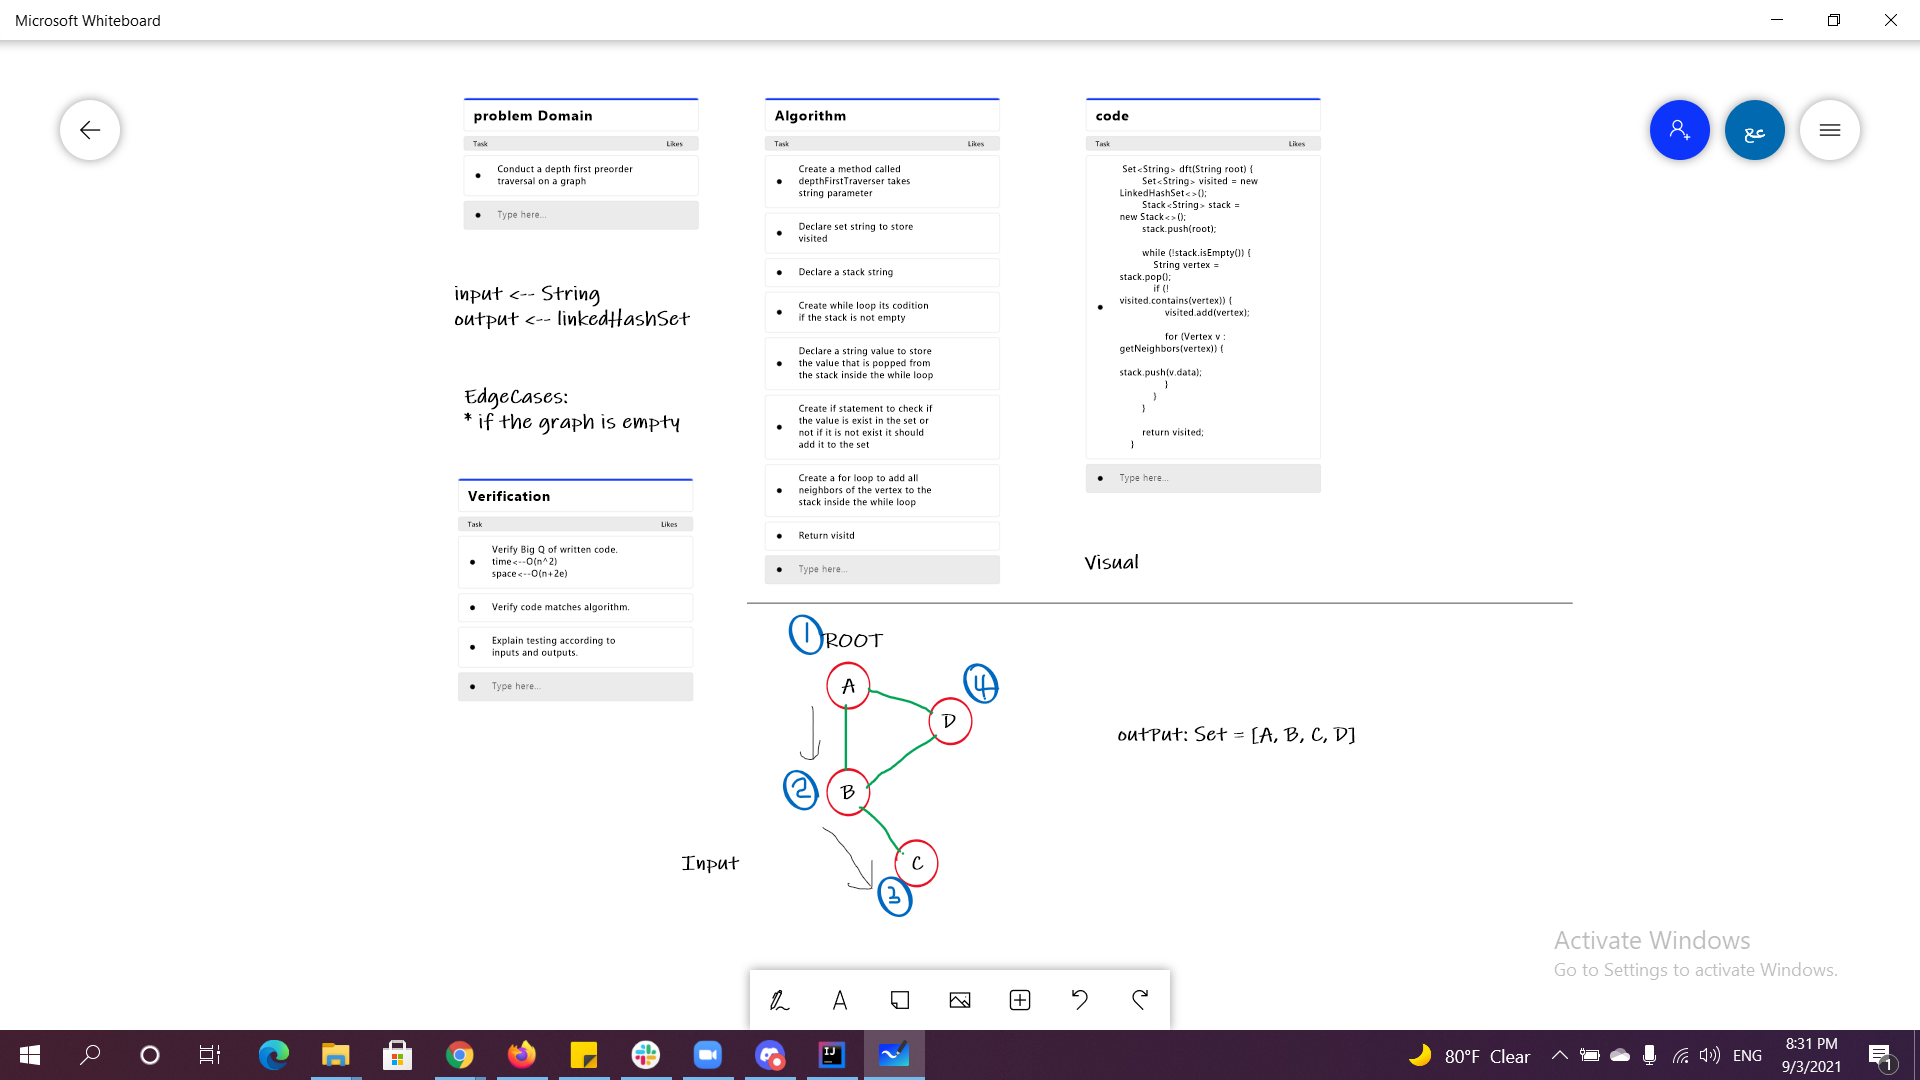 Microsoft Whiteboard
عع
problem Domain
Task Likes
Conduct a depth first preorder
traversal on a graph
Type here...
input <-- String
output <-- linkedHashSet
EdgeCases:
* if the graph is empty
Verification
Task Likes
Verify Big Q of written code.
time<--O(n^2)
space<--O(n+2e)
Verify code matches algorithm.
Explain testing according to
inputs and outputs.
Type here...
Algorithm
Task Likes
Create a method called
depthFirstTraverser takes
string parameter
Declare set string to store
visited
Declare a stack string
Create while loop its codition
if the stack is not empty
Declare a string value to store
the value that is popped from
the stack inside the while loop
Create if statement to check if
the value is exist in the set or
not if it is not exist it should
add it to the set
Create a for loop to add all
neighbors of the vertex to the
stack inside the while loop
Return visitd
Type here...
code
Task Likes
Set<String> dft(String root) {
Set<String> visited = new
LinkedHashSet<>();
Stack<String> stack =
new Stack<>();
stack.push(root);
while (!stack.isEmpty()) {
String vertex =
stack.pop();
if (!
visited.contains(vertex)) {
visited.add(vertex);
for (Vertex v :
getNeighbors(vertex)) {
stack.push(v.data);
}
}
}
return visited;
}
Type here...
Visual
1 ROOT
A
4
D
2
B
C
3
Input
output: Set = [A, B, C, D]
Activate Windows
Go to Settings to activate Windows.
A
IJ
80°F Clear
ENG
8:31 PM
9/3/2021
1